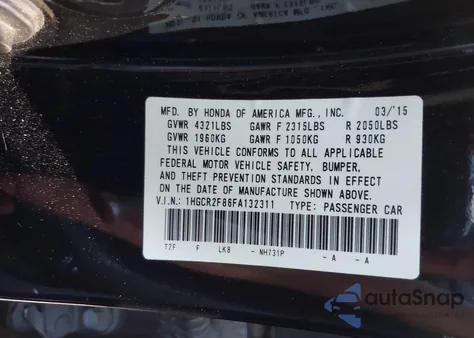 MFD. BY HONDA OF AMERICA MFG., INC. 03/'15
GVWR 4321LBS GAWR F 2315LBS R 2050LBS
GVWR 1960KG GAWR F 1050KG R 930KG
THIS VEHICLE CONFORMS TO ALL APPLICABLE
FEDERAL MOTOR VEHICLE SAFETY, BUMPER,
AND THEFT PREVENTION STANDARDS IN EFFECT
ON THE DATE OF MANUFACTURE SHOWN ABOVE.
V.I.N.: 1HGCR2F86FA132311 TYPE: PASSENGER CAR
T2F F LK8 - NH731P - A - A
autoSnap